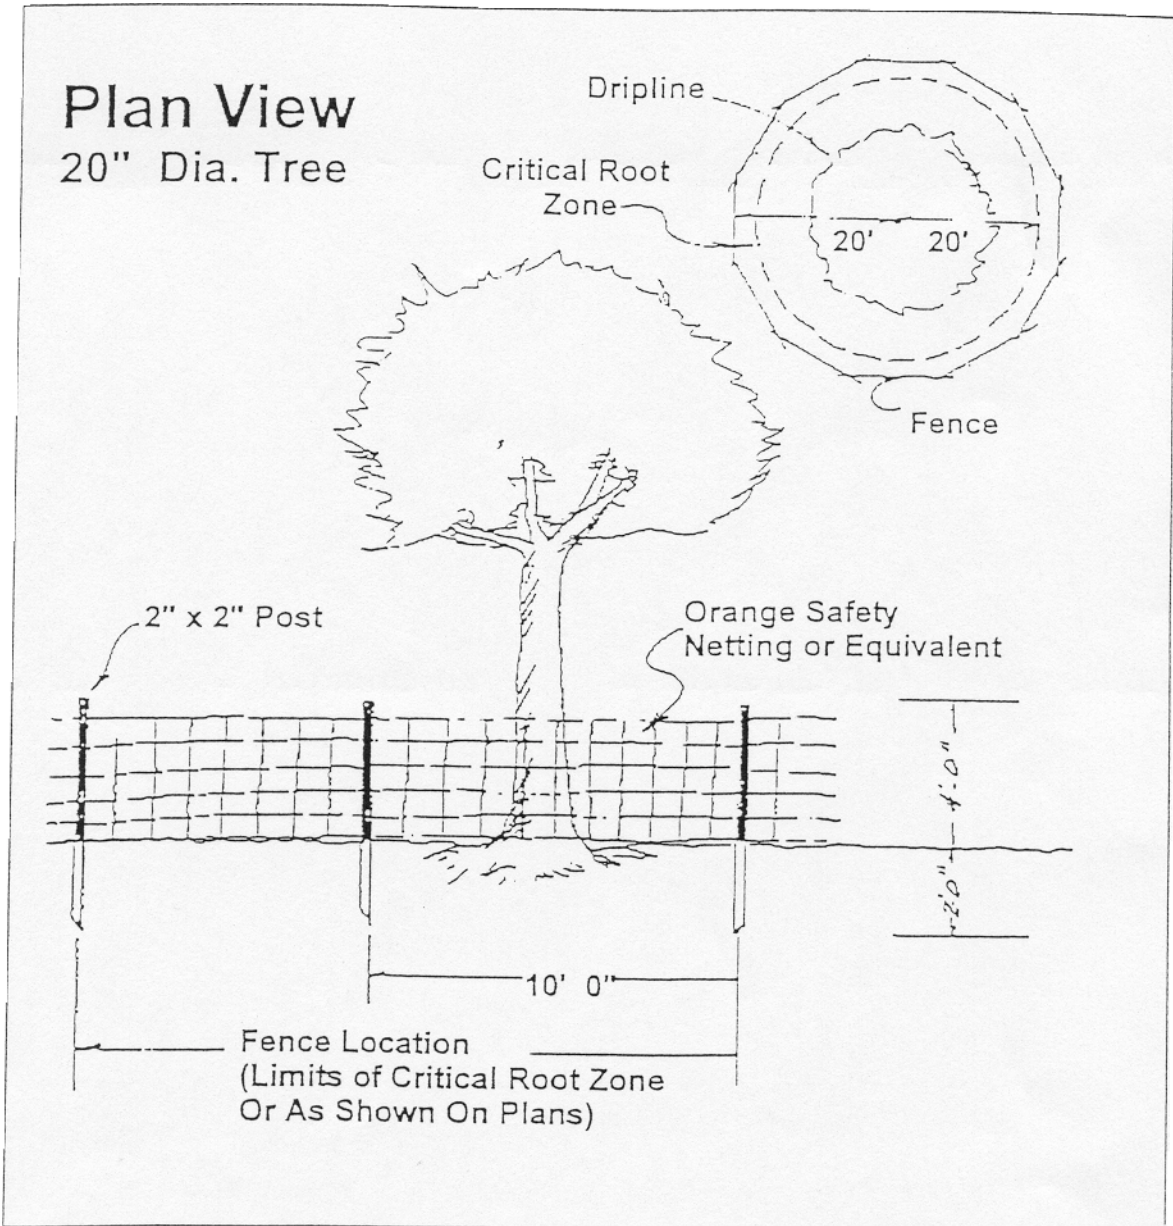 Plan View
20" Dia. Tree
Dripline
Critical Root
Zone
20' 20'
Fence
2" x 2" Post
Orange Safety
Netting or Equivalent
4'-0"
2'0"
10' 0"
Fence Location
(Limits of Critical Root Zone
Or As Shown On Plans)